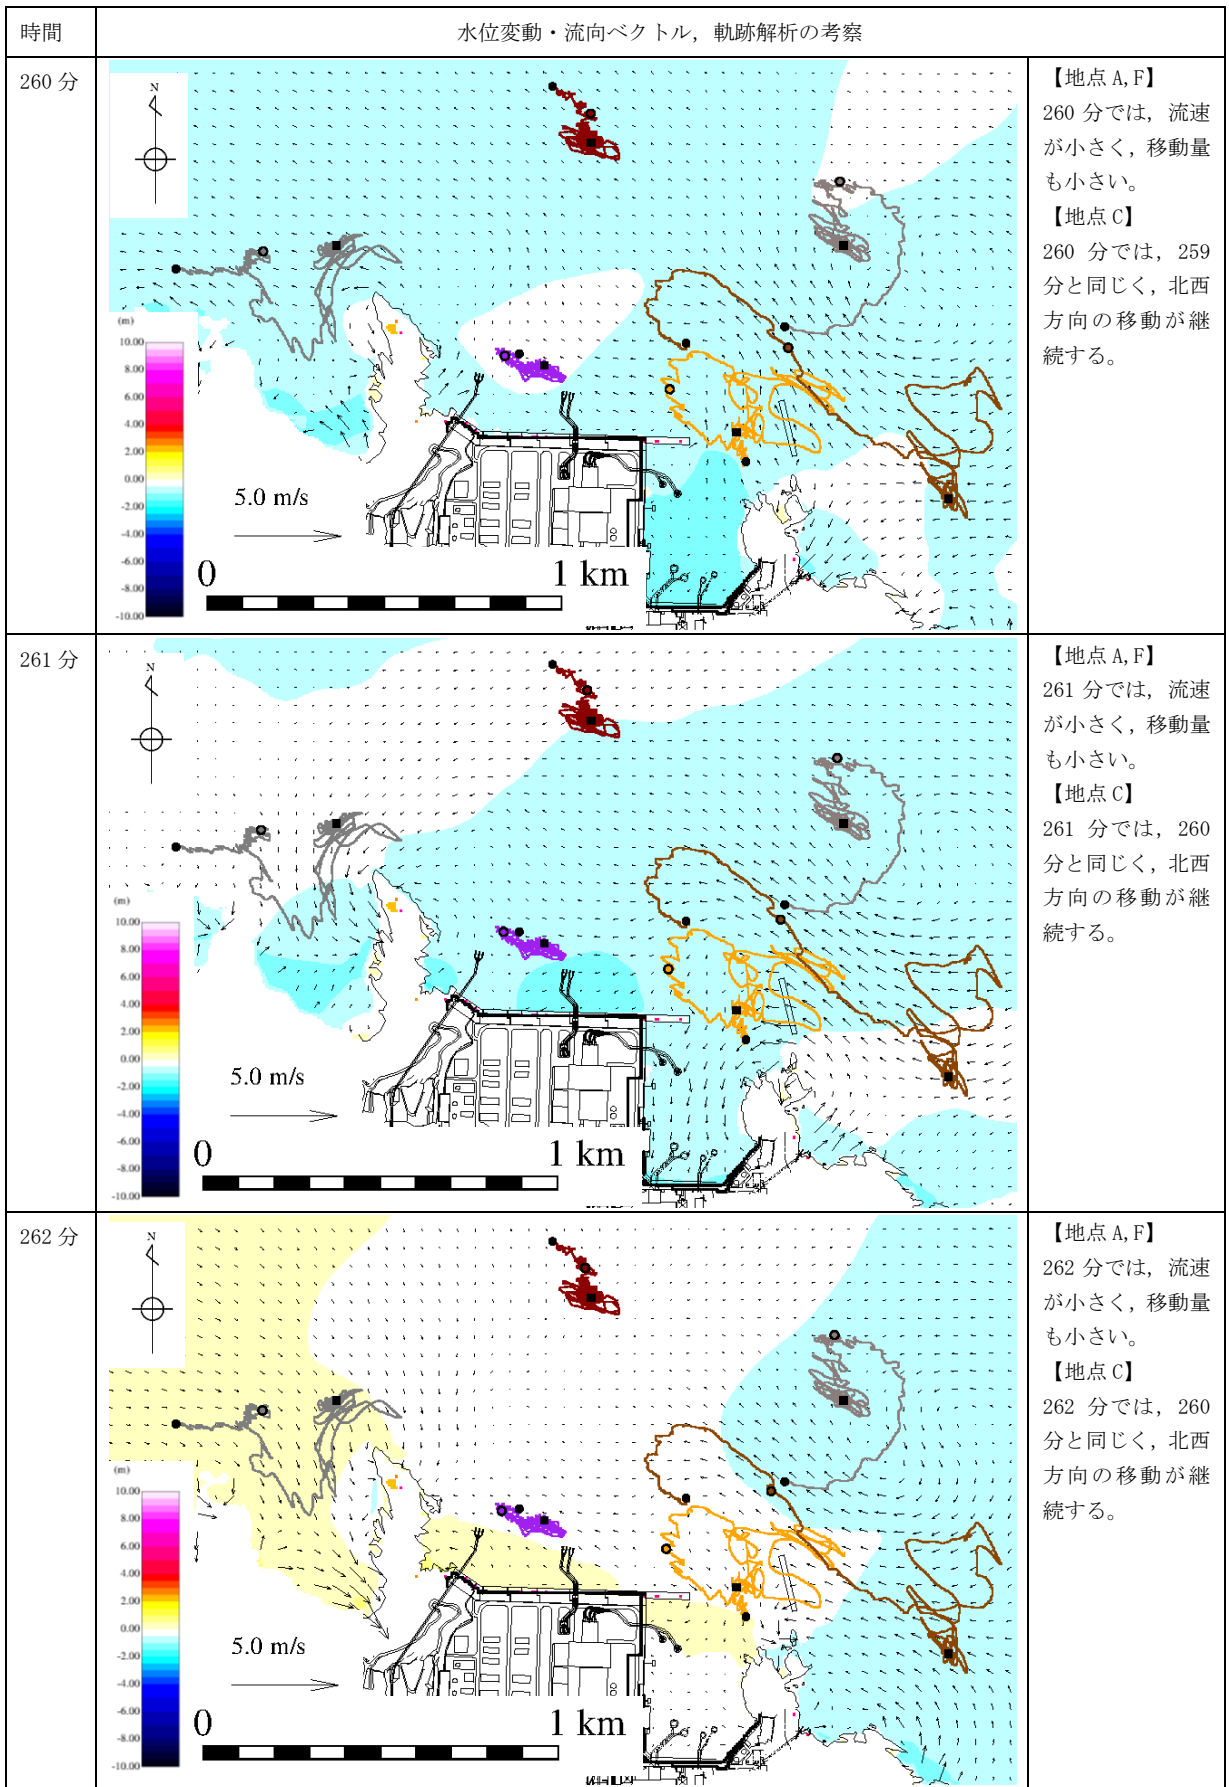 時間
水位変動・流向ベクトル，軌跡解析の考察
260 分
N
(m)
10.00
8.00
6.00
4.00
2.00
0.00
-2.00
-4.00
-6.00
-8.00
-10.00
5.0 m/s
0
1 km
【地点 A,F】
260 分では，流速
が小さく，移動量
も小さい。
【地点 C】
260 分では，259
分と同じく，北西
方向の移動が継
続する。
261 分
N
(m)
10.00
8.00
6.00
4.00
2.00
0.00
-2.00
-4.00
-6.00
-8.00
-10.00
5.0 m/s
0
1 km
【地点 A,F】
261 分では，流速
が小さく，移動量
も小さい。
【地点 C】
261 分では，260
分と同じく，北西
方向の移動が継
続する。
262 分
N
(m)
10.00
8.00
6.00
4.00
2.00
0.00
-2.00
-4.00
-6.00
-8.00
-10.00
5.0 m/s
0
1 km
【地点 A,F】
262 分では，流速
が小さく，移動量
も小さい。
【地点 C】
262 分では，260
分と同じく，北西
方向の移動が継
続する。